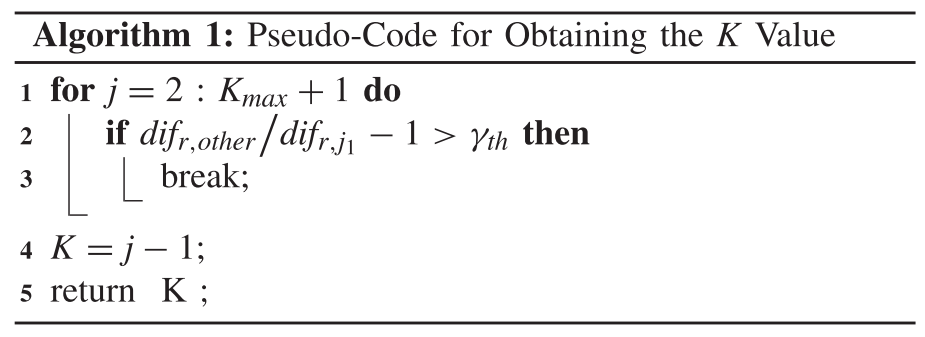 Algorithm 1: Pseudo-Code for Obtaining the K Value
1 for j = 2 : K_{max} + 1 do
2 if dif_{r,other}/dif_{r,j_1} − 1 > γ_{th} then
3 break;
4 K = j − 1;
5 return K ;